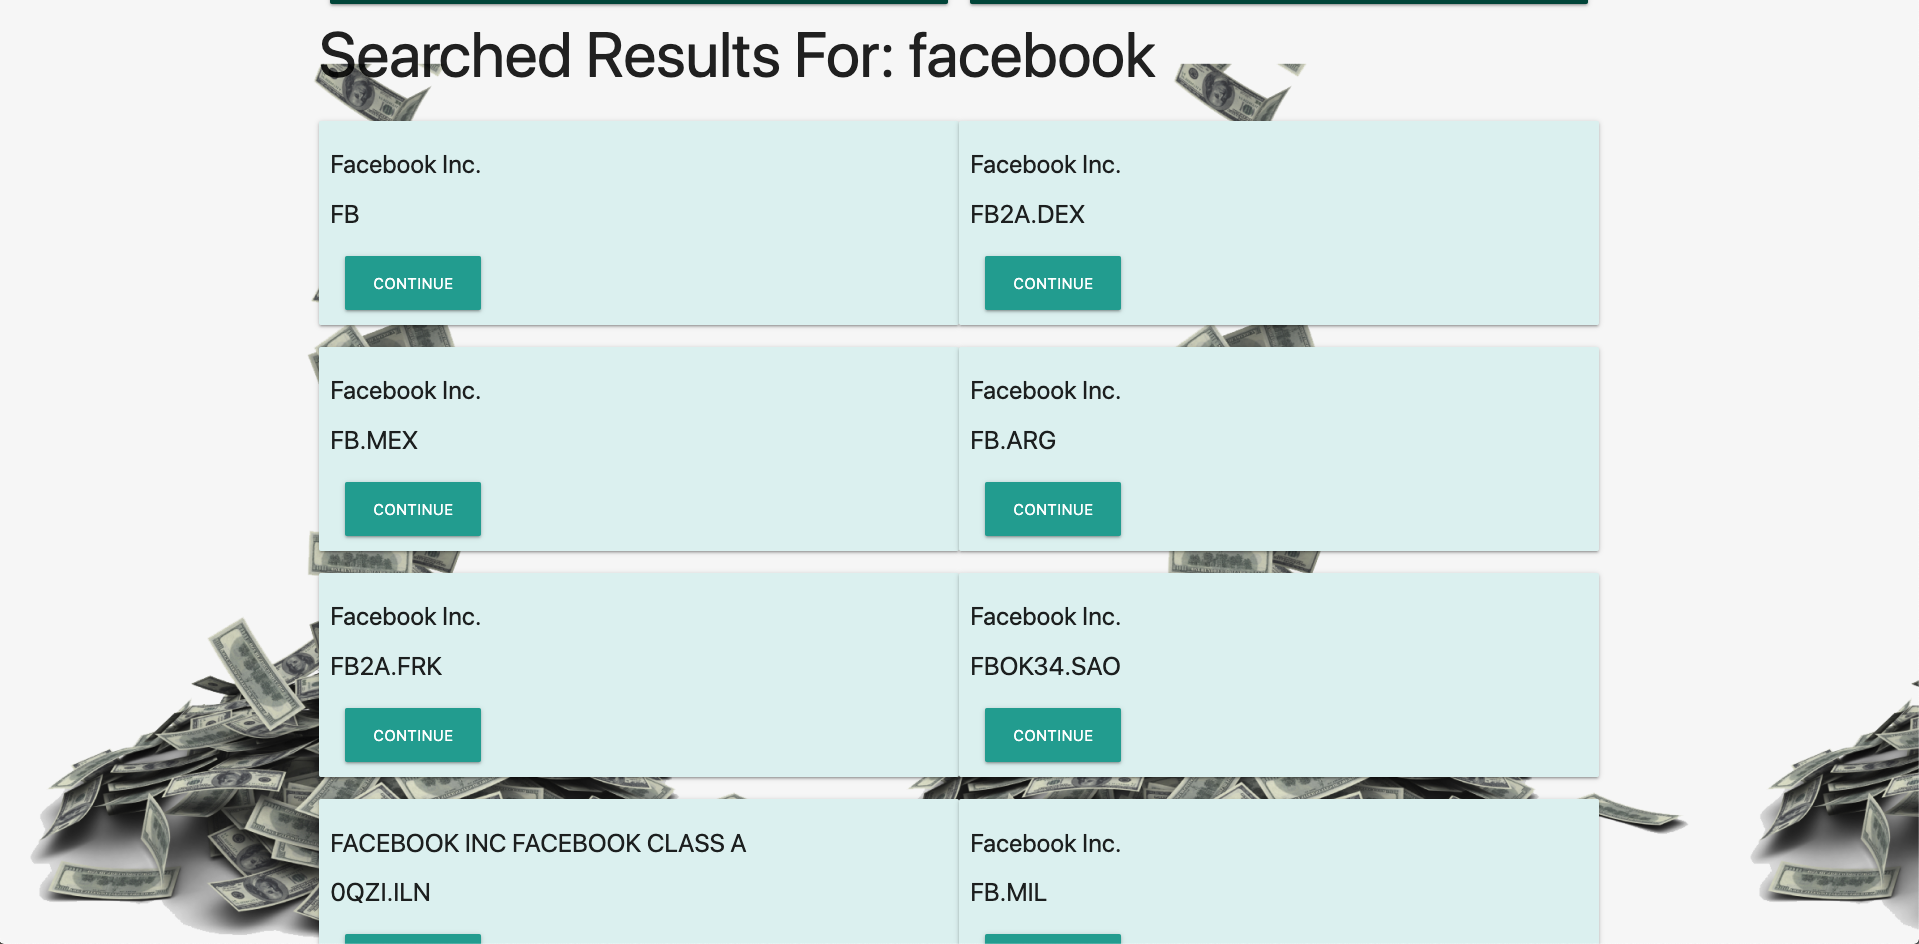 Searched Results For: facebook
Facebook Inc.
FB
CONTINUE
Facebook Inc.
FB2A.DEX
CONTINUE
Facebook Inc.
FB.MEX
CONTINUE
Facebook Inc.
FB.ARG
CONTINUE
Facebook Inc.
FB2A.FRK
CONTINUE
Facebook Inc.
FBOK34.SAO
CONTINUE
FACEBOOK INC FACEBOOK CLASS A
0QZI.ILN
Facebook Inc.
FB.MIL